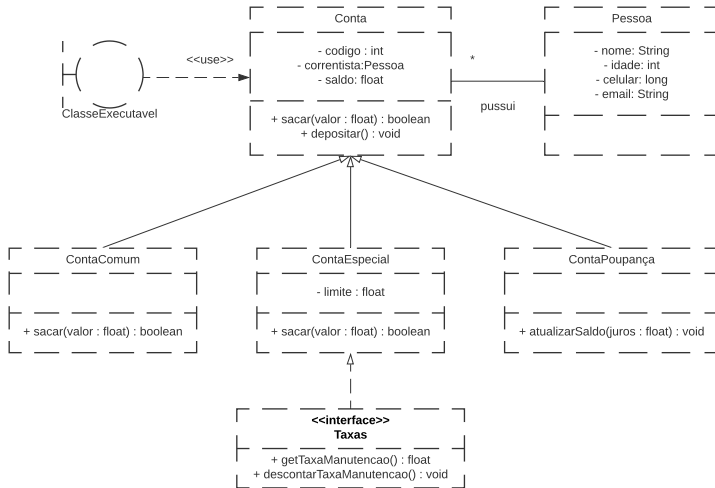 Conta
- codigo : int
- correntista:Pessoa
- saldo: float
+ sacar(valor : float) : boolean
+ depositar() : void
Pessoa
- nome: String
- idade: int
- celular: long
- email: String
<<use>>
*
pussui
ClasseExecutavel
ContaComum
+ sacar(valor : float) : boolean
ContaEspecial
- limite : float
+ sacar(valor : float) : boolean
ContaPoupança
+ atualizarSaldo(juros : float) : void
<<interface>>
Taxas
+ getTaxaManutencao() : float
+ descontarTaxaManutencao() : void